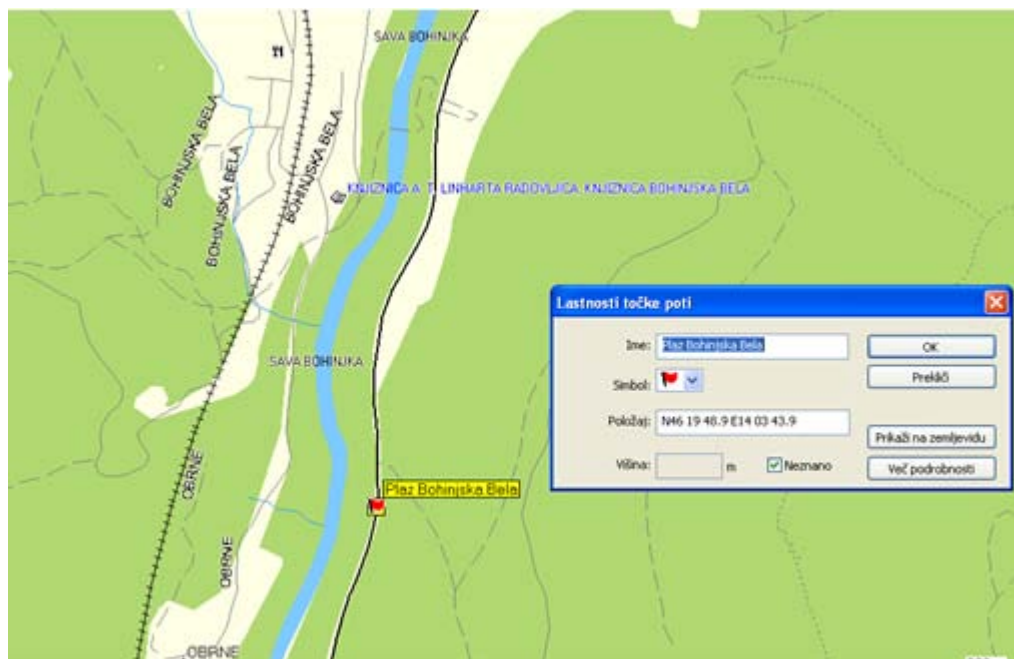 SAVA BOHINJKA
BOHINJSKA BELA
BOHINJSKA BELA
BOHINJSKA BELA
KNJIZNICA A. T. LINHARTA RADOVLJICA, KNJIZNICA BOHINJSKA BELA
Lastnosti točke poti
Ime: Plaz Bohinjska Bela
OK
Simbol:
Prekliči
SAVA BOHINJKA
Položaj: N46 19 48.9 E14 03 43.9
Prikaži na zemljevidu
Višina: m Neznano
Več podrobnosti
OBRNE
Plaz Bohinjska Bela
OBRNE
OBRNE